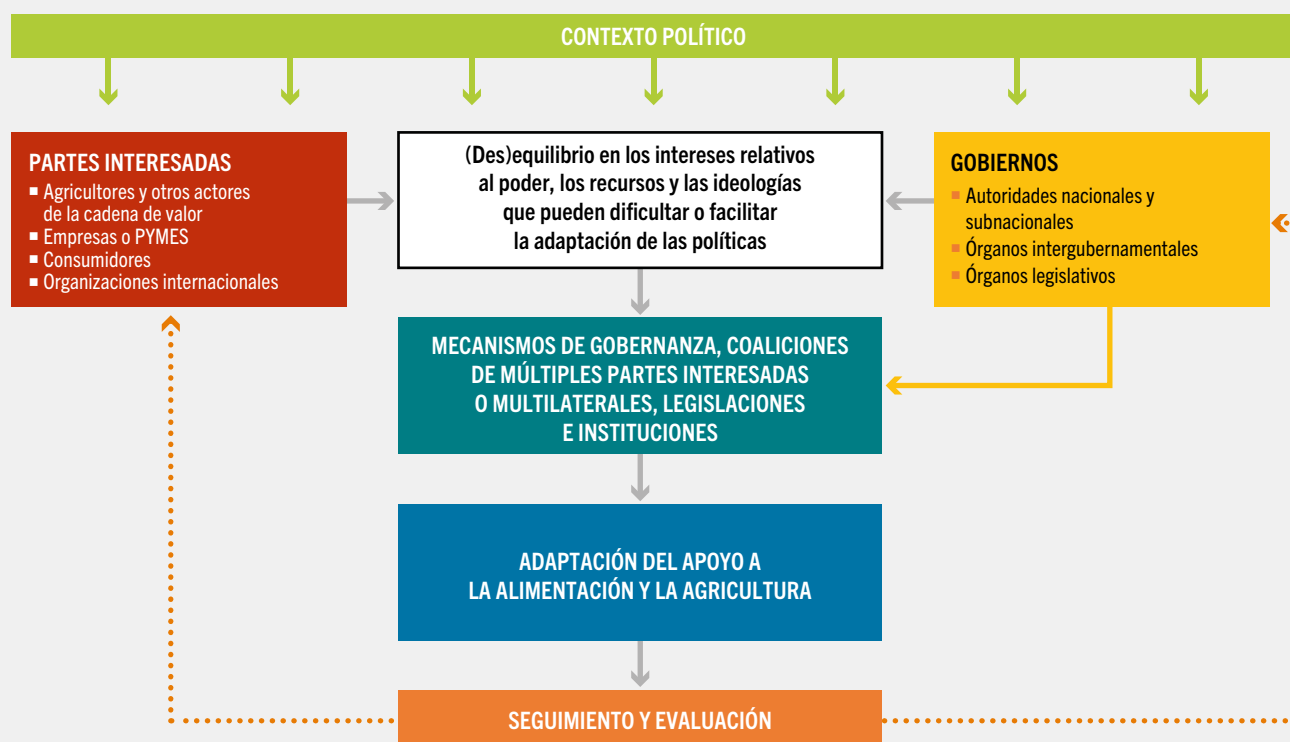 CONTEXTO POLÍTICO
PARTES INTERESADAS
▪ Agricultores y otros actores
de la cadena de valor
▪ Empresas o PYMES
▪ Consumidores
▪ Organizaciones internacionales
(Des)equilibrio en los intereses relativos
al poder, los recursos y las ideologías
que pueden dificultar o facilitar
la adaptación de las políticas
GOBIERNOS
▪ Autoridades nacionales y
subnacionales
▪ Órganos intergubernamentales
▪ Órganos legislativos
MECANISMOS DE GOBERNANZA, COALICIONES
DE MÚLTIPLES PARTES INTERESADAS
O MULTILATERALES, LEGISLACIONES
E INSTITUCIONES
ADAPTACIÓN DEL APOYO A
LA ALIMENTACIÓN Y LA AGRICULTURA
SEGUIMIENTO Y EVALUACIÓN